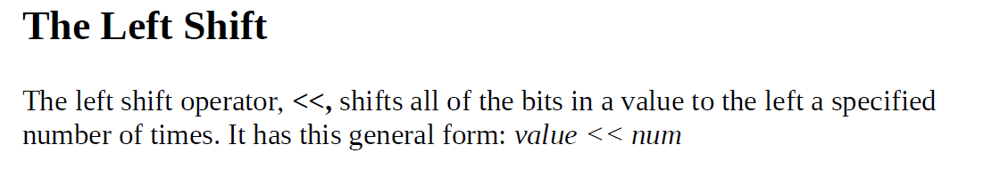 The Left Shift
The left shift operator, <<, shifts all of the bits in a value to the left a specified
number of times. It has this general form: value << num